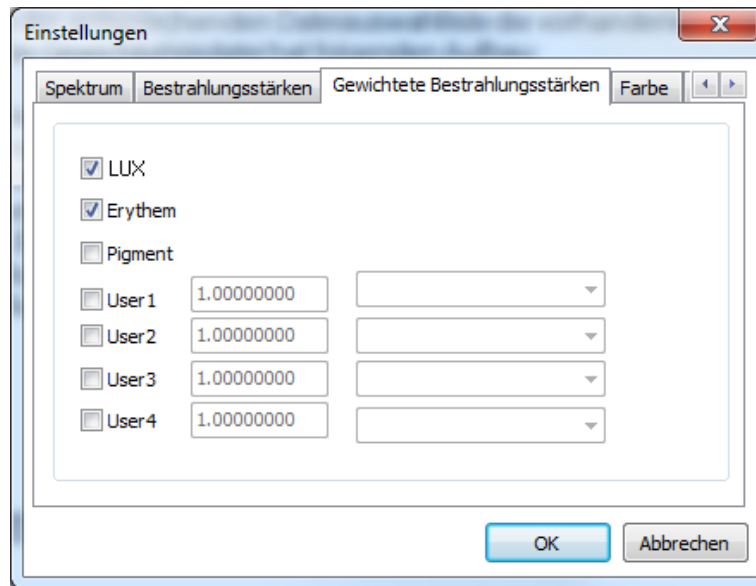 Einstellungen
Spektrum Bestrahlungsstärken Gewichtete Bestrahlungsstärken Farbe
LUX
Erythem
Pigment
User1 1.00000000
User2 1.00000000
User3 1.00000000
User4 1.00000000
OK Abbrechen